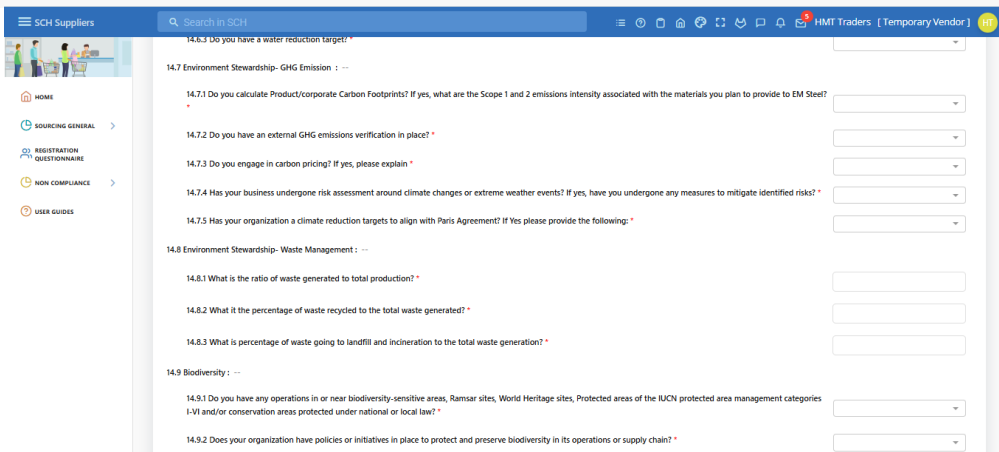 SCH Suppliers
Search in SCH
5
HMT Traders [ Temporary Vendor ]
HT
HOME
SOURCING GENERAL
REGISTRATION
QUESTIONNAIRE
NON COMPLIANCE
USER GUIDES
14.6.3 Do you have a water reduction target? *
14.7 Environment Stewardship- GHG Emission : --
14.7.1 Do you calculate Product/corporate Carbon Footprints? If yes, what are the Scope 1 and 2 emissions intensity associated with the materials you plan to provide to EM Steel?
*
14.7.2 Do you have an external GHG emissions verification in place? *
14.7.3 Do you engage in carbon pricing? If yes, please explain *
14.7.4 Has your business undergone risk assessment around climate changes or extreme weather events? If yes, have you undergone any measures to mitigate identified risks? *
14.7.5 Has your organization a climate reduction targets to align with Paris Agreement? If Yes please provide the following: *
14.8 Environment Stewardship- Waste Management : --
14.8.1 What is the ratio of waste generated to total production? *
14.8.2 What it the percentage of waste recycled to the total waste generated? *
14.8.3 What is percentage of waste going to landfill and incineration to the total waste generation? *
14.9 Biodiversity : --
14.9.1 Do you have any operations in or near biodiversity-sensitive areas, Ramsar sites, World Heritage sites, Protected areas of the IUCN protected area management categories
I-VI and/or conservation areas protected under national or local law? *
14.9.2 Does your organization have policies or initiatives in place to protect and preserve biodiversity in its operations or supply chain? *